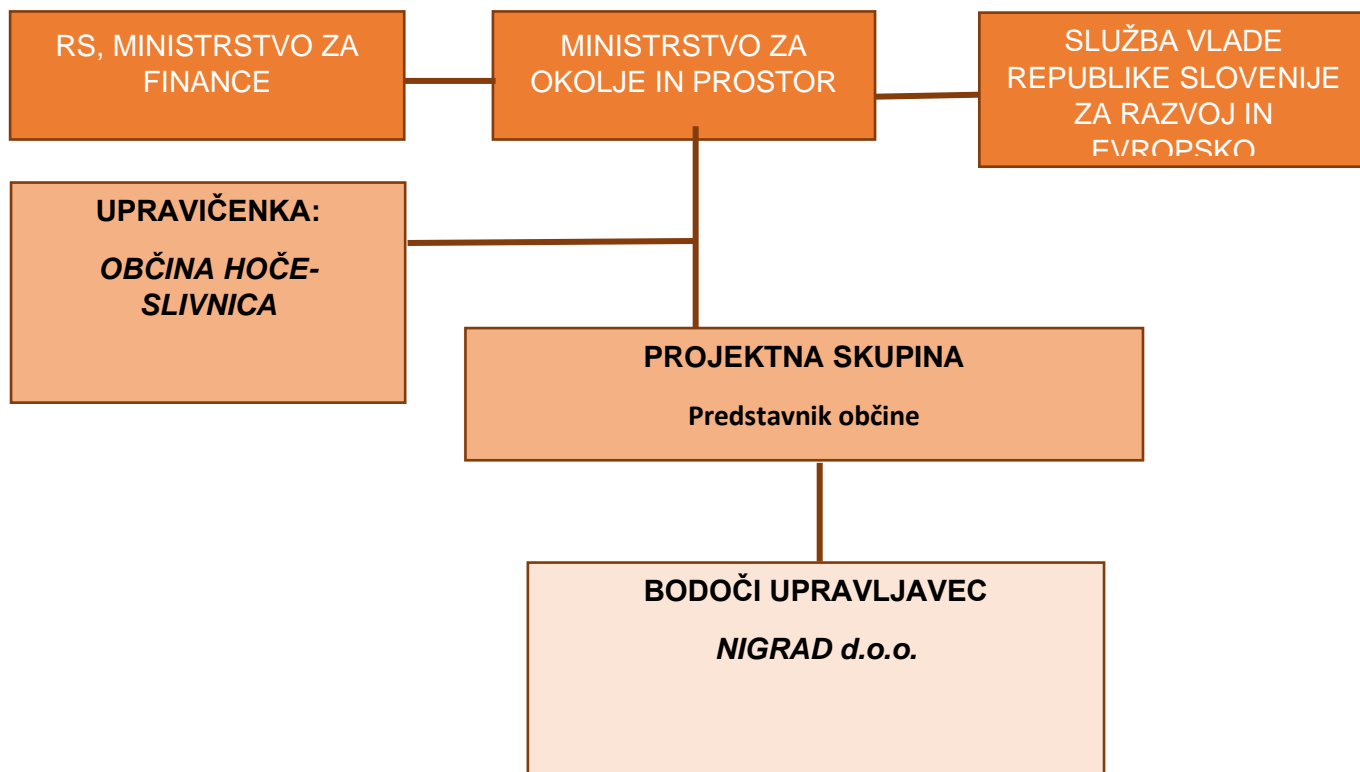 RS, MINISTRSTVO ZA
FINANCE
MINISTRSTVO ZA
OKOLJE IN PROSTOR
SLUŽBA VLADE
REPUBLIKE SLOVENIJE
ZA RAZVOJ IN
EVROPSKO
UPRAVIČENKA:
OBČINA HOČE-
SLIVNICA
PROJEKTNA SKUPINA
Predstavnik občine
BODOČI UPRAVLJAVEC
NIGRAD d.o.o.